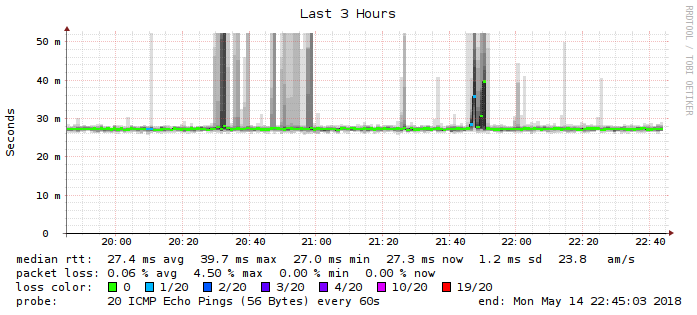 Last 3 Hours
RRDTOOL / TOBI OETIKER
Seconds
50 m
40 m
30 m
20 m
10 m
0
20:00 20:20 20:40 21:00 21:20 21:40 22:00 22:20 22:40
median rtt: 27.4 ms avg 39.7 ms max 27.0 ms min 27.3 ms now 1.2 ms sd 23.8 am/s
packet loss: 0.06 % avg 4.50 % max 0.00 % min 0.00 % now
loss color: 0 1/20 2/20 3/20 4/20 10/20 19/20
probe: 20 ICMP Echo Pings (56 Bytes) every 60s end: Mon May 14 22:45:03 2018